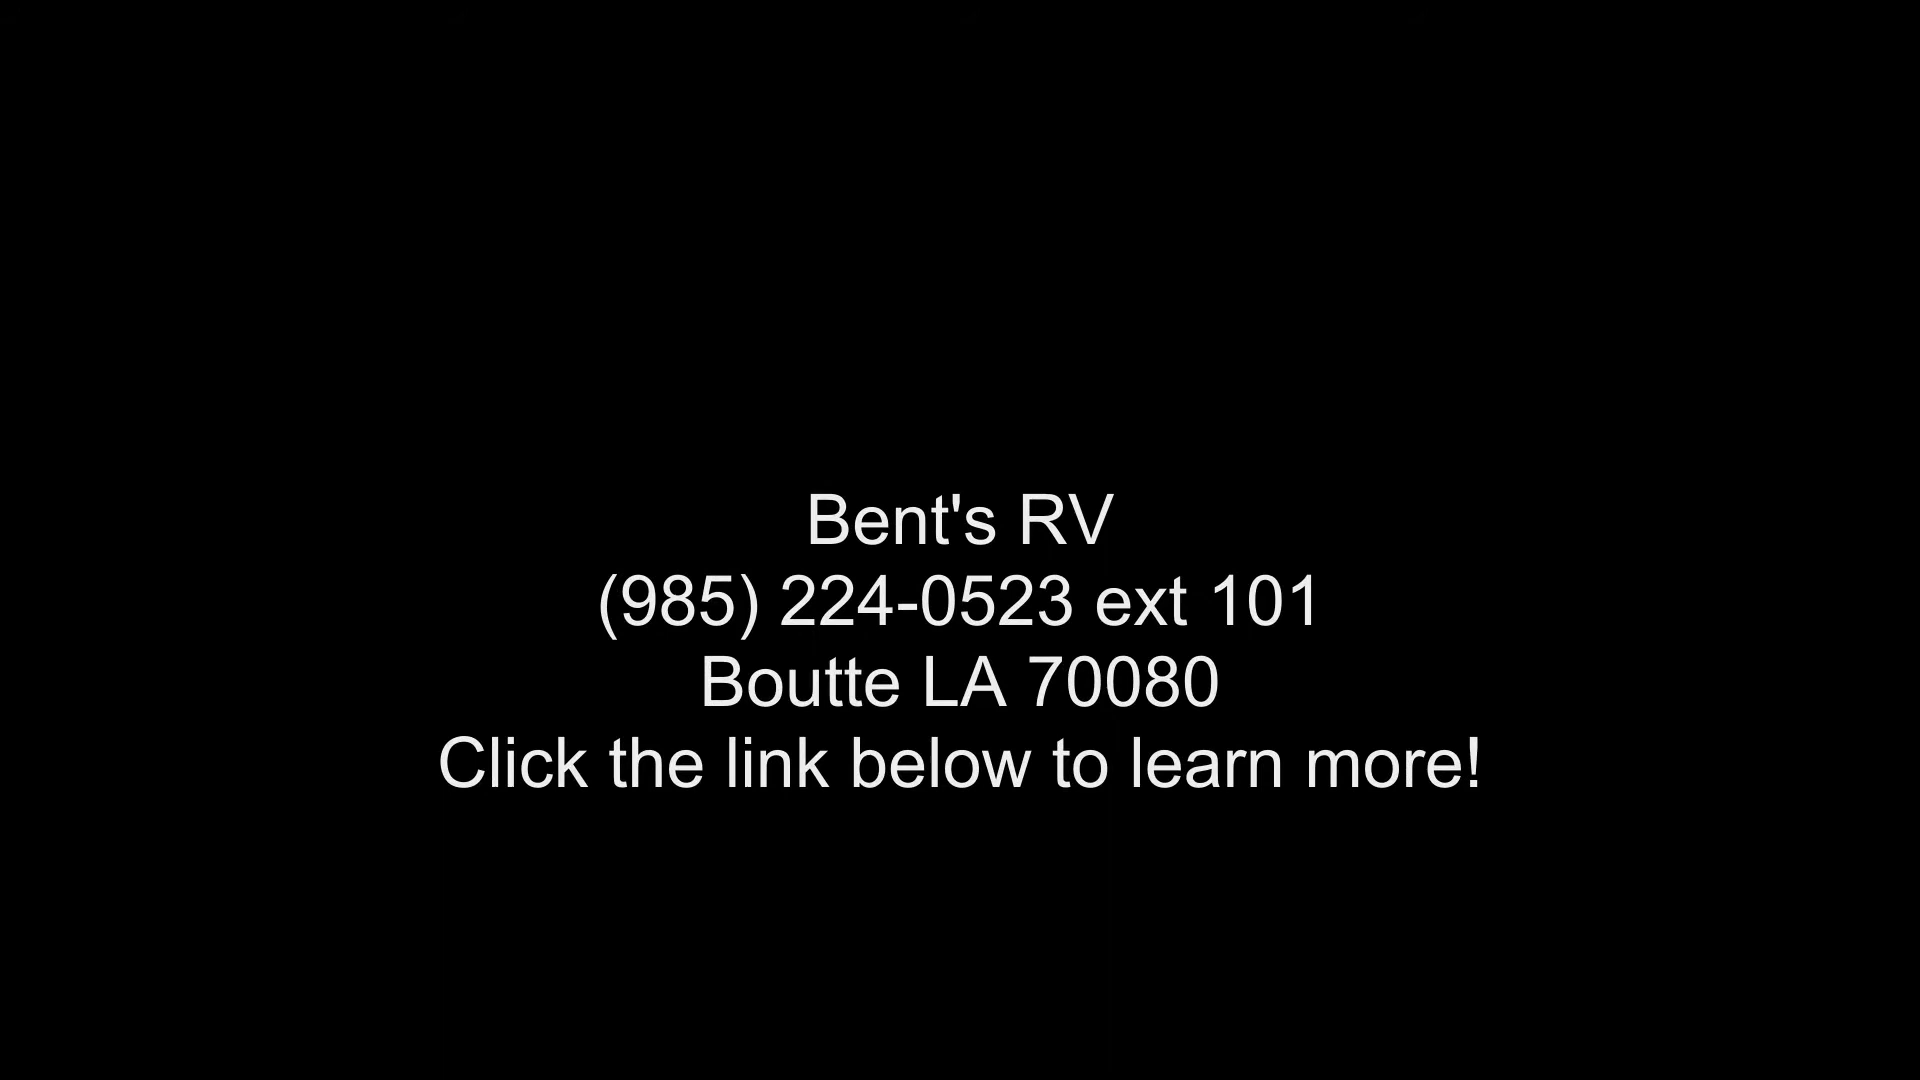 Bent's RV
(985) 224-0523 ext 101
Boutte LA 70080
Click the link below to learn more!